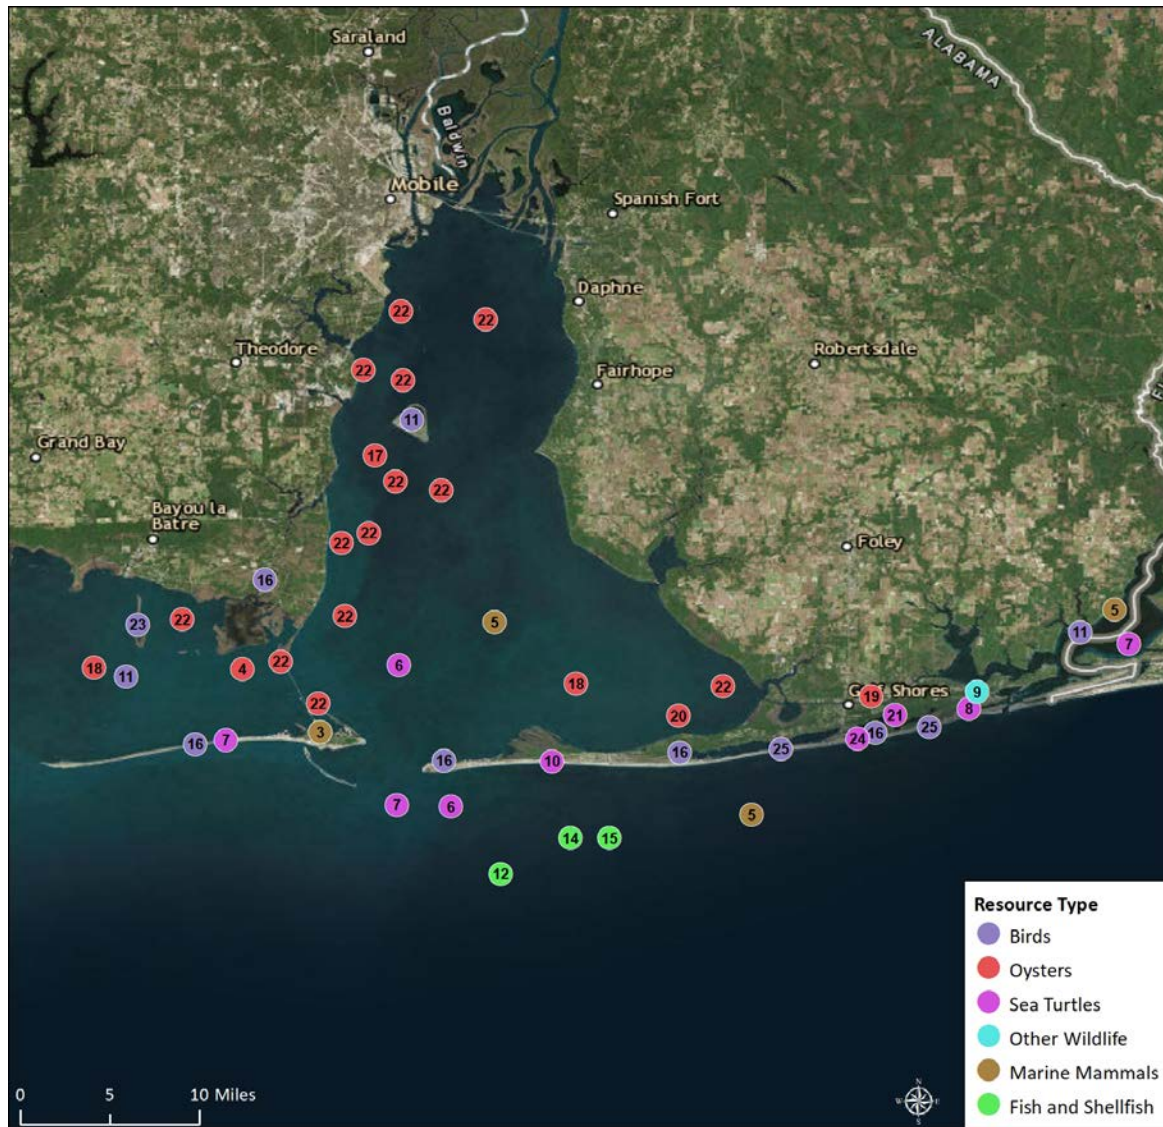 Saraland
ALABAMA
Baldwin
Mobile
Spanish Fort
Daphne
22
22
Theodore
Robertsdale
22
22
Fairhope
11
Grand Bay
17
22
22
Bayou la
Batre
22
22
Foley
16
5
22
22
5
23
11
7
22
6
18
4
11
18
22
19
9
Gulf Shores
22
8
20
21
3
25
16
7
24
16
16
25
10
16
7
6
5
14
15
12
Resource Type
Birds
Oysters
Sea Turtles
Other Wildlife
Marine Mammals
Fish and Shellfish
0 5 10 Miles
N
W E
S